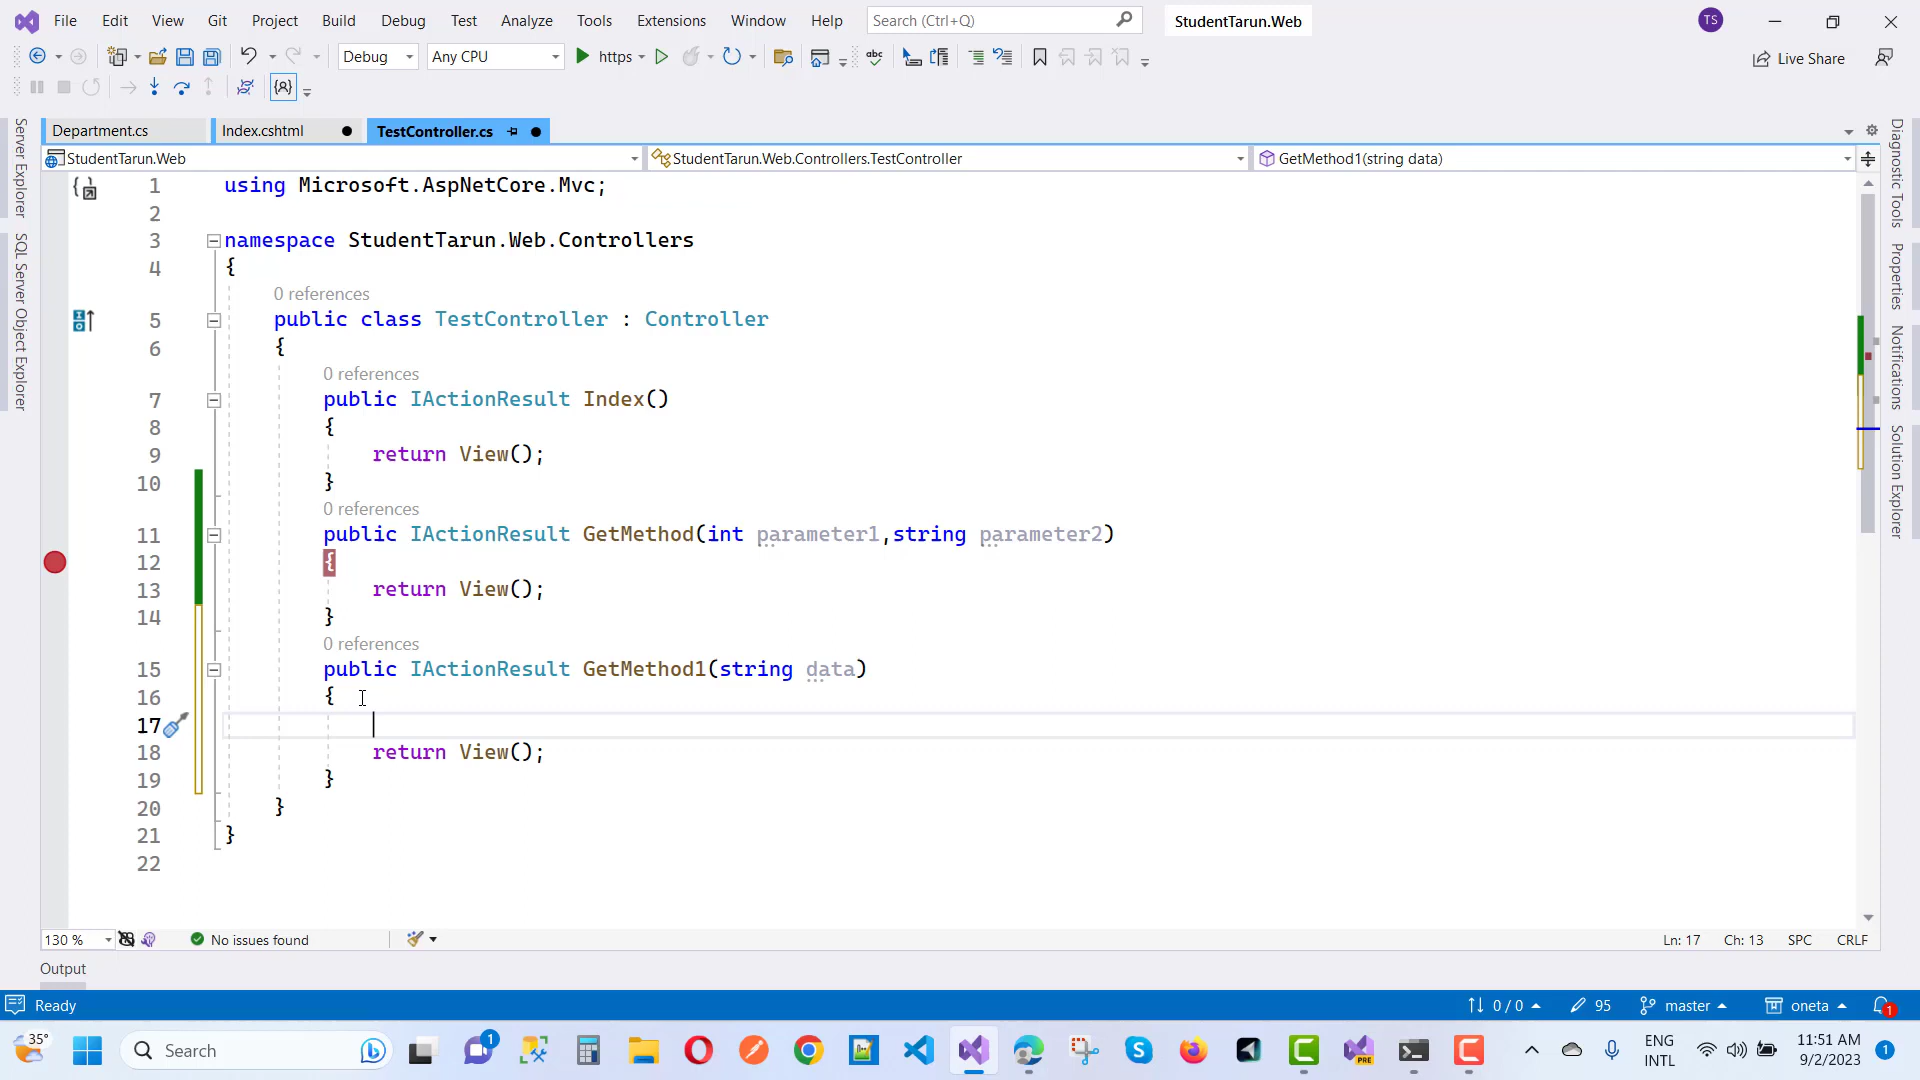 File Edit View Git Project Build Debug Test Analyze Tools Extensions Window Help Search (Ctrl+Q) StudentTarun.Web TS
Debug Any CPU https Live Share
Department.cs Index.cshtml TestController.cs
StudentTarun.Web StudentTarun.Web.Controllers.TestController GetMethod1(string data)
Server Explorer
SQL Server Object Explorer
1 using Microsoft.AspNetCore.Mvc;
2
3 namespace StudentTarun.Web.Controllers
4 {
0 references
5 public class TestController : Controller
6 {
0 references
7 public IActionResult Index()
8 {
9 return View();
10 }
0 references
11 public IActionResult GetMethod(int parameter1,string parameter2)
12 {
13 return View();
14 }
0 references
15 public IActionResult GetMethod1(string data)
16 {
17
18 return View();
19 }
20 }
21 }
22
Diagnostic Tools
Properties
Notifications
Solution Explorer
130 % No issues found Ln: 17 Ch: 13 SPC CRLF
Output
Ready 0 / 0 95 master oneta 1
35° Search 1 PRE ENG 11:51 AM
INTL 9/2/2023 1